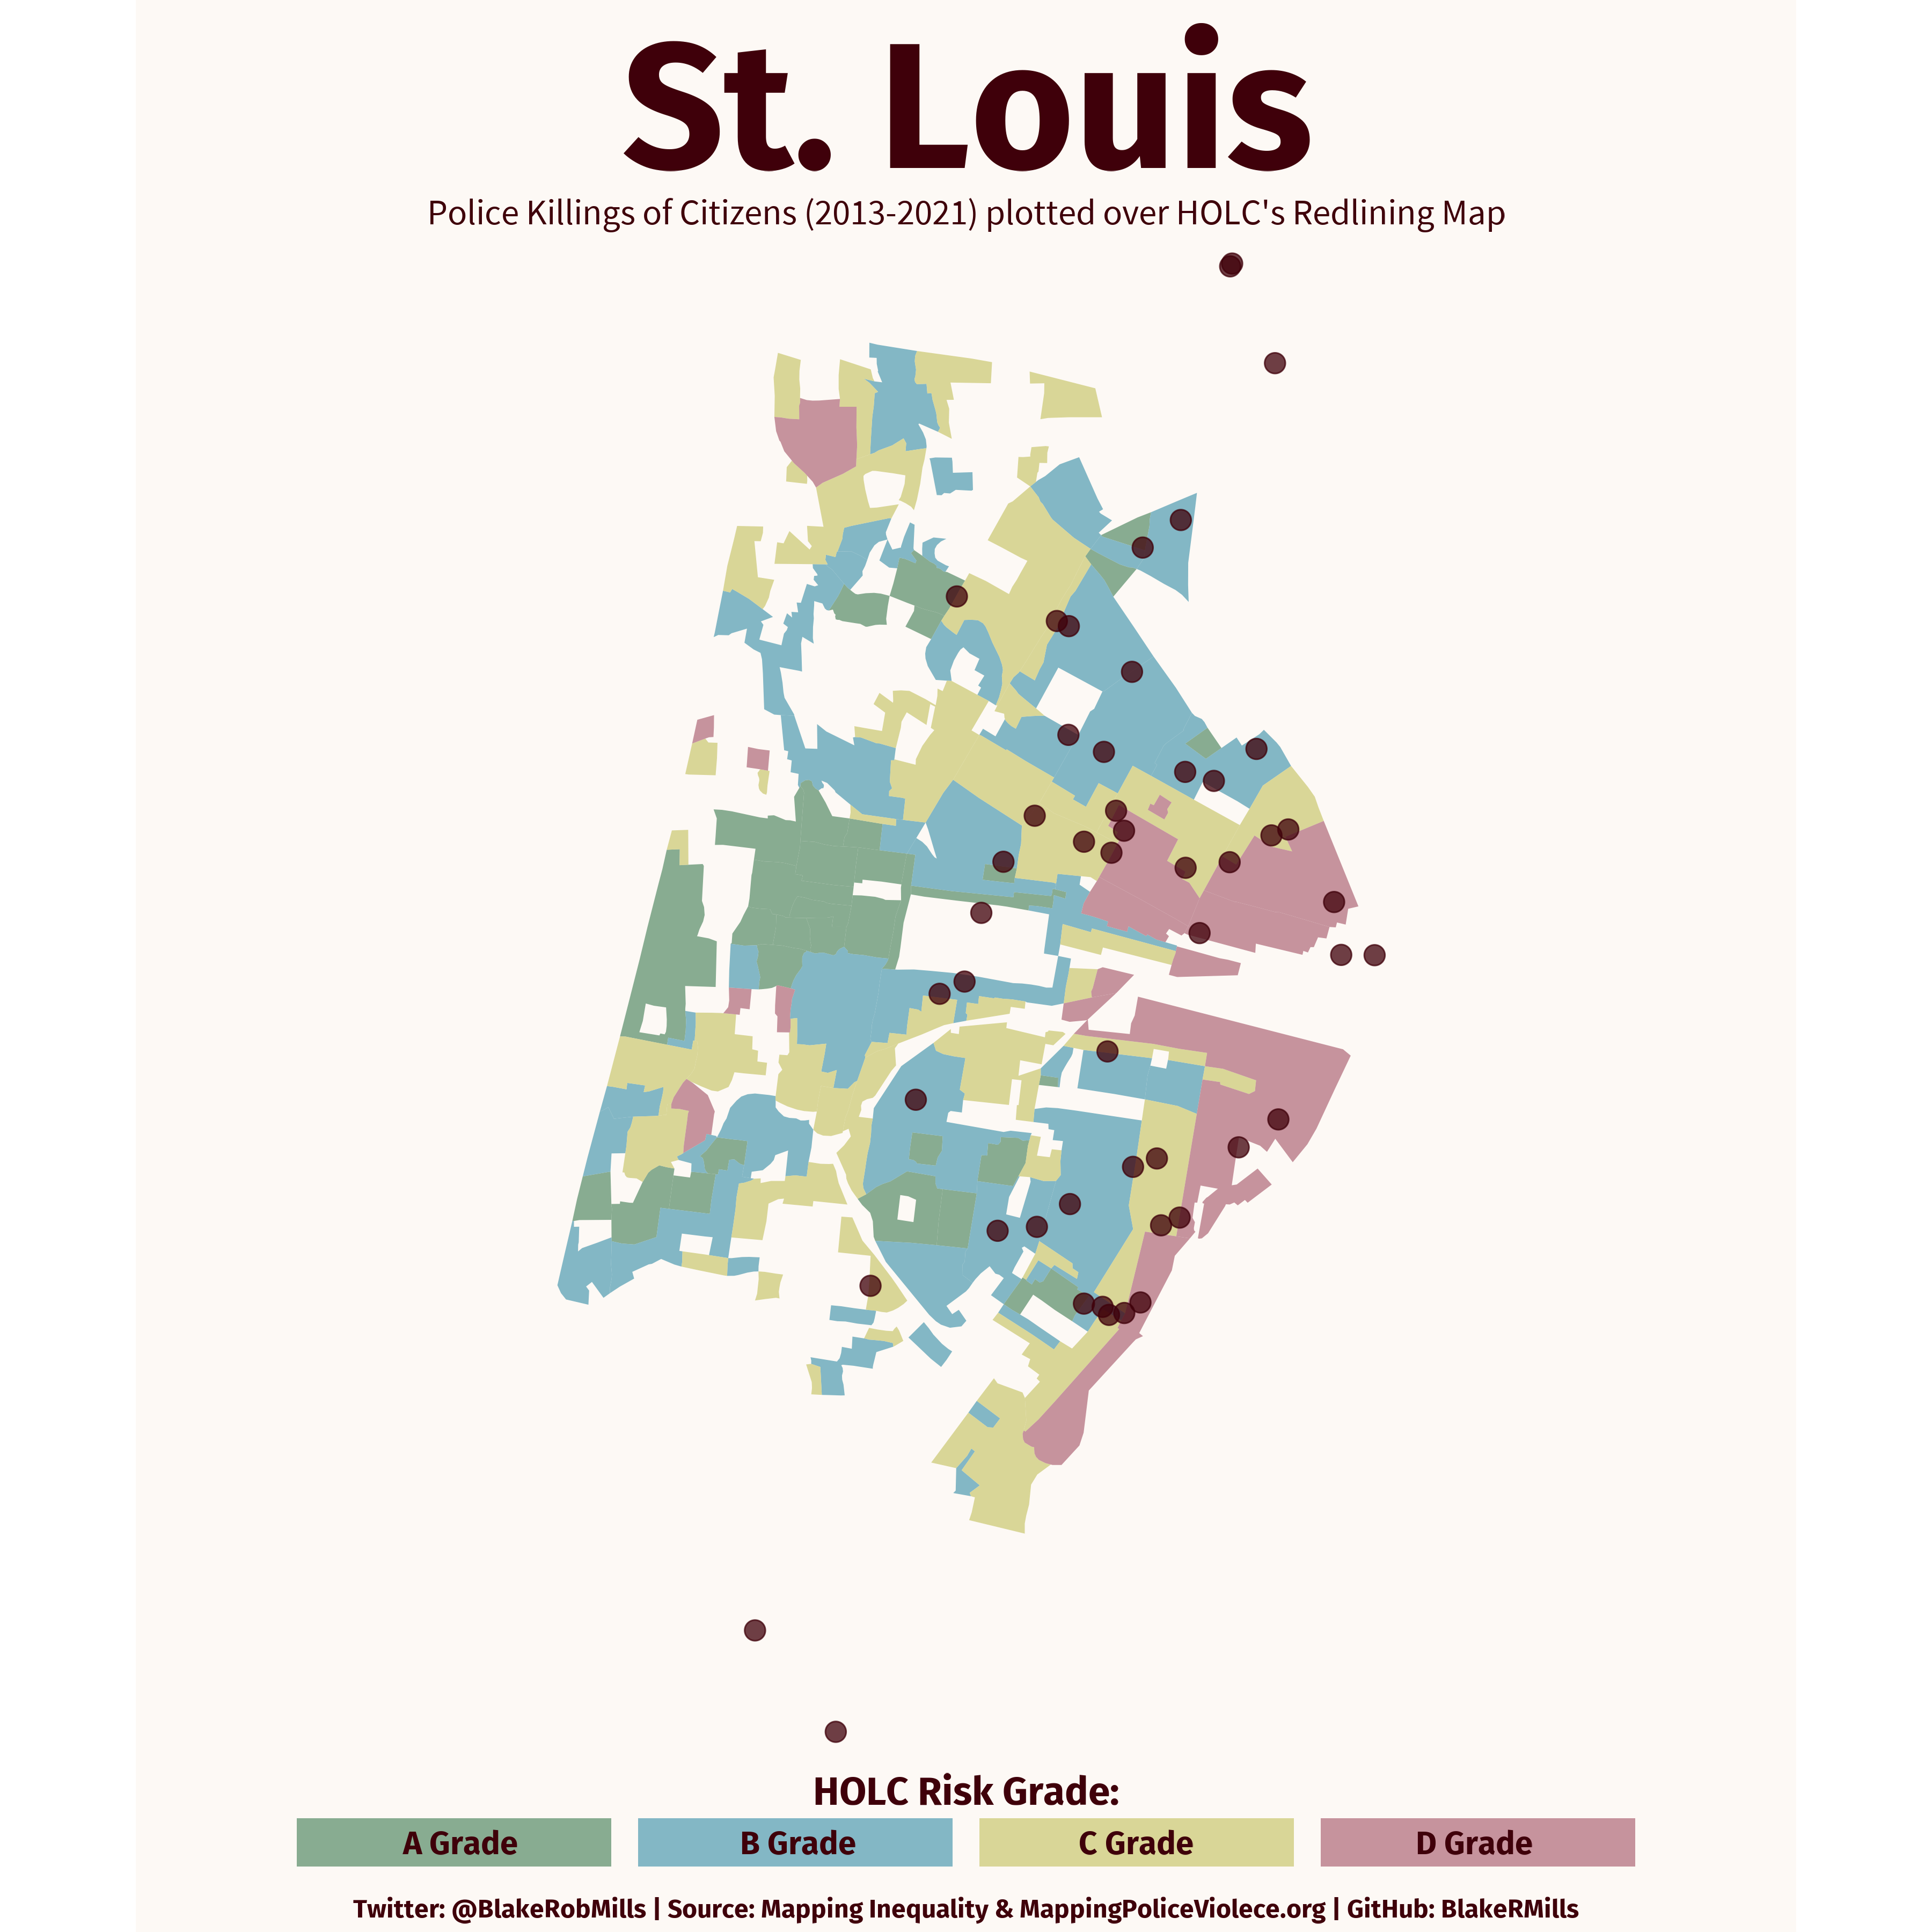 St. Louis
Police Killings of Citizens (2013-2021) plotted over HOLC's Redlining Map
HOLC Risk Grade:
A Grade
B Grade
C Grade
D Grade
Twitter: @BlakeRobMills | Source: Mapping Inequality & MappingPoliceViolece.org | GitHub: BlakeRMills